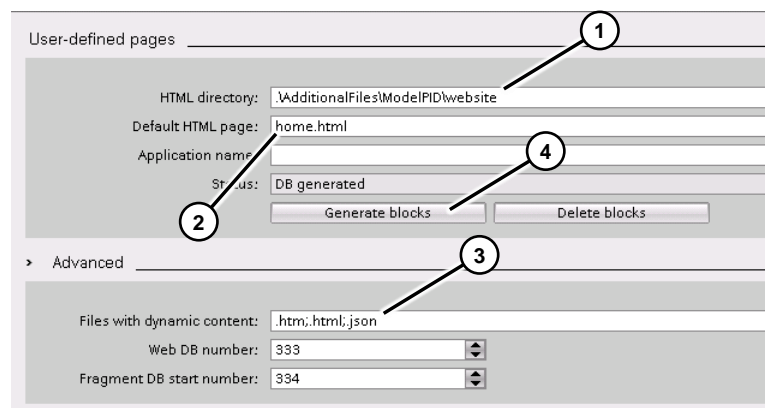 1
User-defined pages
HTML directory: .\AdditionalFiles\ModelPID\website
Default HTML page: home.html
4
Application name
Status: DB generated
2
Generate blocks Delete blocks
3
> Advanced
Files with dynamic content: .htm;.html;.json
Web DB number: 333
Fragment DB start number: 334